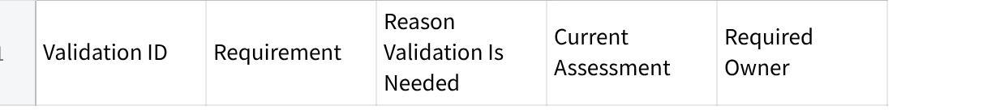 1
Validation ID
Requirement
Reason
Validation Is
Needed
Current
Assessment
Required
Owner